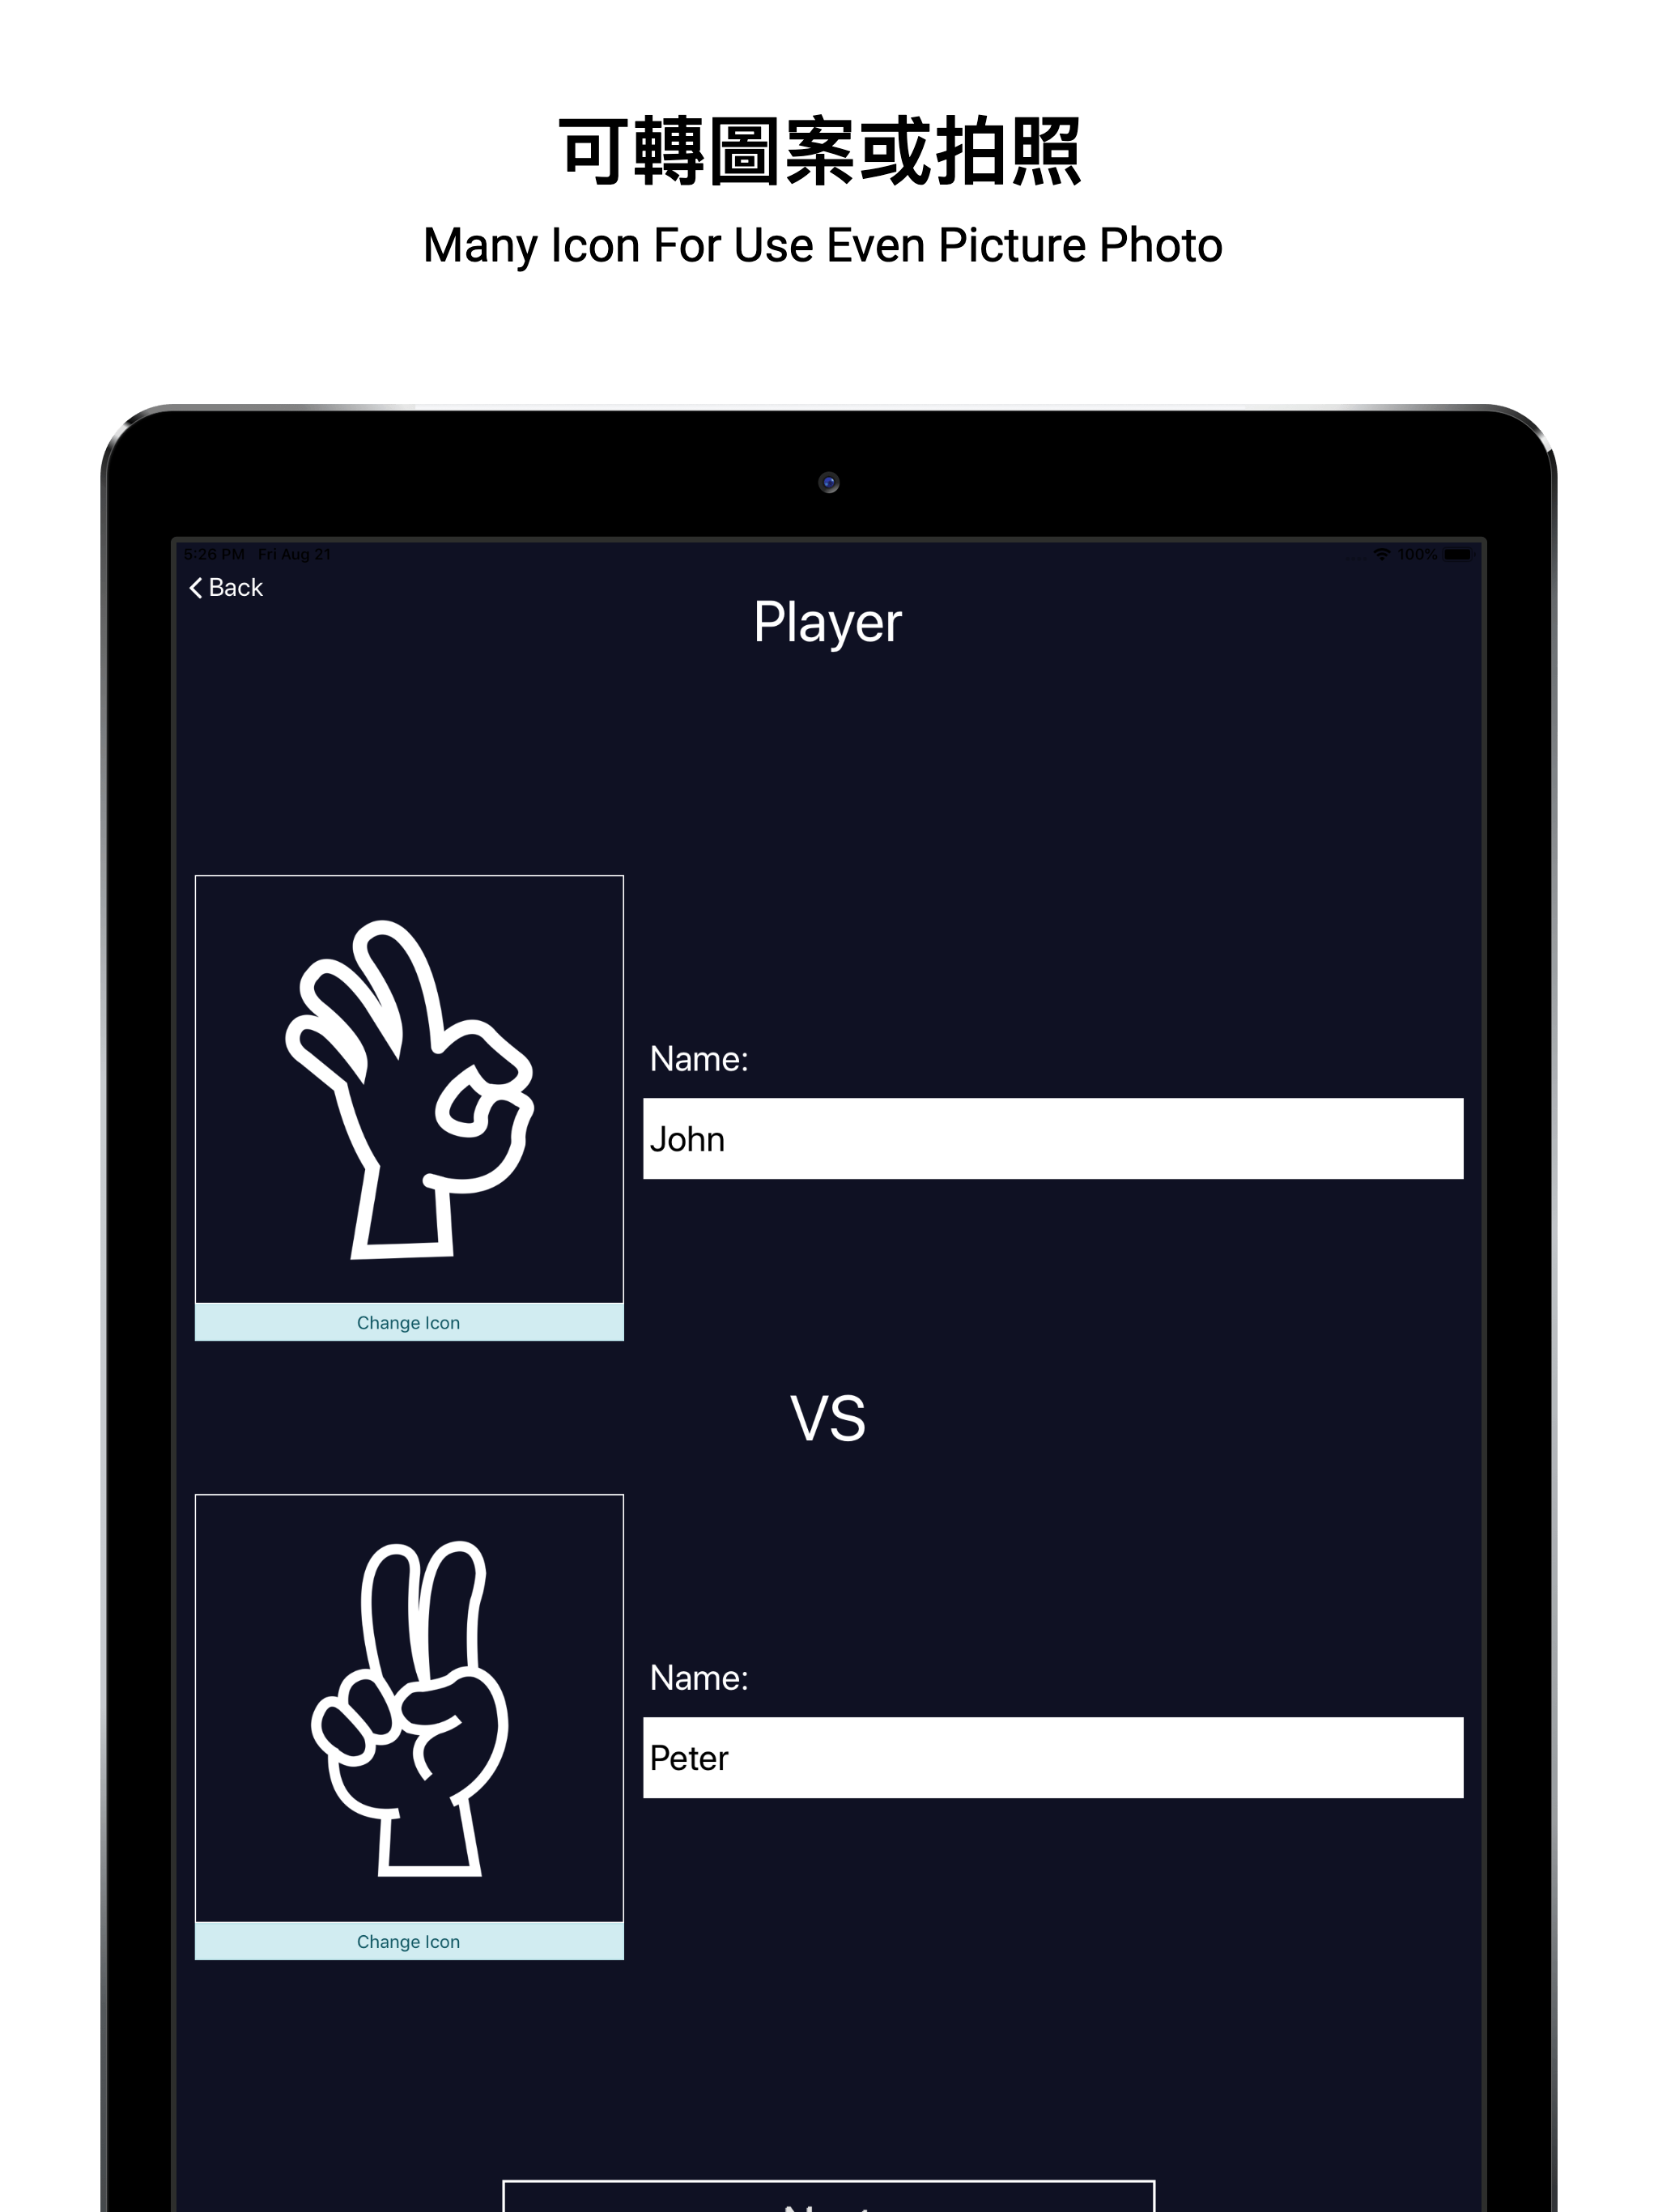 可轉圖案或拍照
Many Icon For Use Even Picture Photo
5:26 PM Fri Aug 21
100%
Back
Player
Name:
John
Change Icon
VS
Name:
Peter
Change Icon